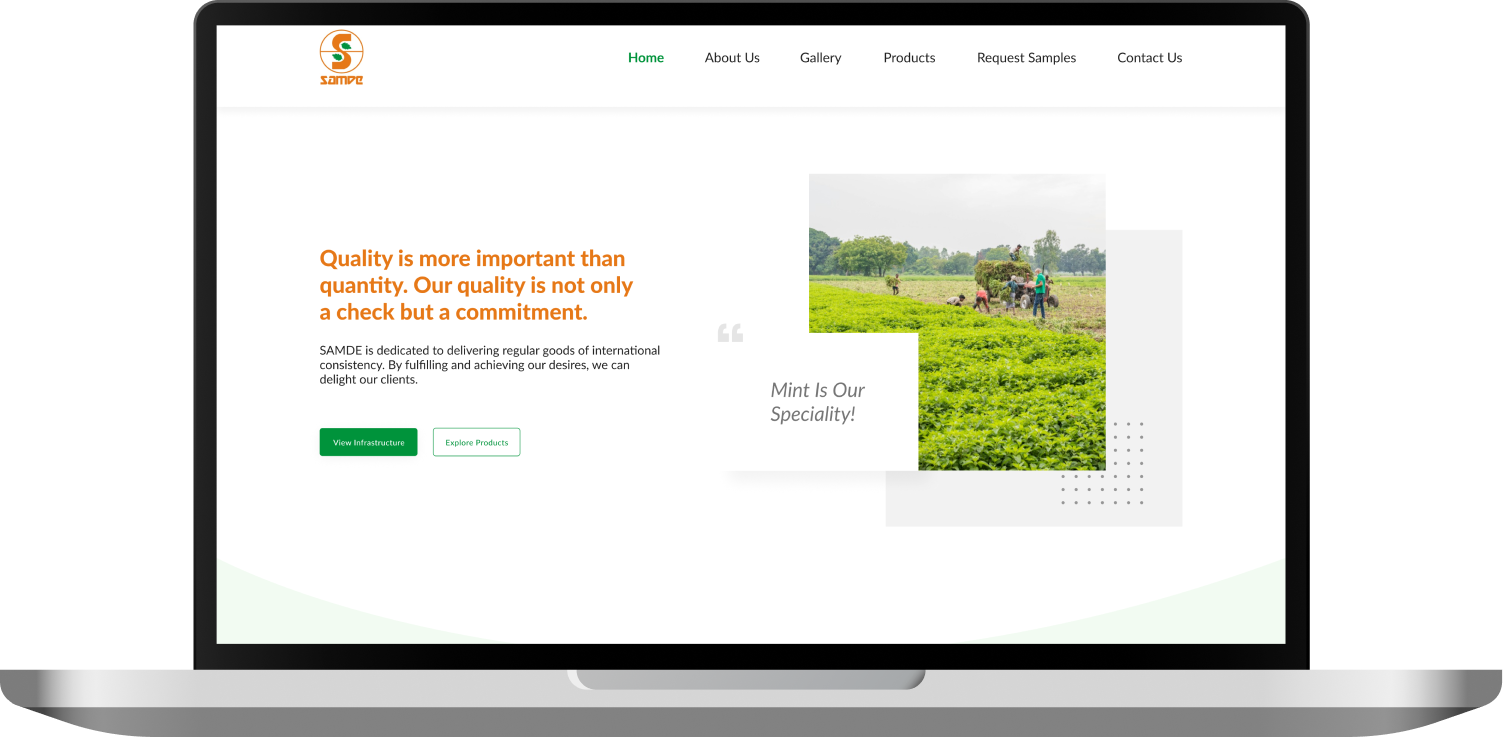 SAMDE
Home
About Us
Gallery
Products
Request Samples
Contact Us
Quality is more important than
quantity. Our quality is not only
a check but a commitment.
SAMDE is dedicated to delivering regular goods of international
consistency. By fulfilling and achieving our desires, we can
delight our clients.
View Infrastructure
Explore Products
“
Mint Is Our
Speciality!